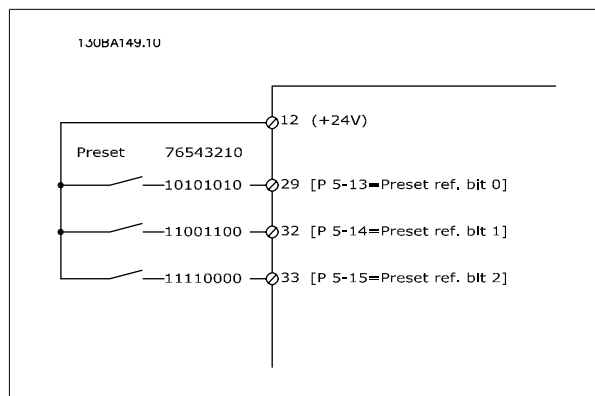 130BA149.10
12 (+24V)
Preset 76543210
10101010 29 [P 5-13=Preset ref. bit 0]
11001100 32 [P 5-14=Preset ref. bit 1]
11110000 33 [P 5-15=Preset ref. bit 2]